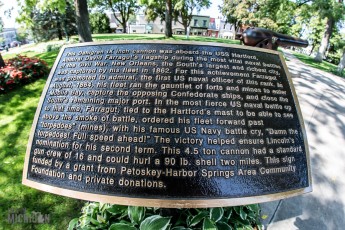 This Dahlgren 14 inch cannon was aboard the USS Hartford,
Admiral David Farragut's flagship during the most vital naval battles
of the Civil War. New Orleans, the South's largest and richest city,
was captured by his fleet in 1862. For this achievement Farragut
was promoted to admiral, the first US naval officer of this rank. In
August, 1864, his fleet ran the gauntlet of forts and mines to enter
Mobile Bay, capture the opposing Confederate ships, and close the
South's remaining major port. In the most fierce US naval battle up
to that time, Farragut, tied to the Hartford's mast to be able to see
above the smoke of battle, ordered his fleet forward past
"torpedoes" (mines), with his famous US Navy battle cry, "Damn the
torpedoes! Full speed ahead!" The victory helped ensure Lincoln's
nomination for his second term. This 4.5 ton cannon had a standard
gun crew of 16 and could hurl a 90 lb. shell two miles. This sign
funded by a grant from Petoskey-Harbor Springs Area Community
Foundation and private donations.
MICHIGAN